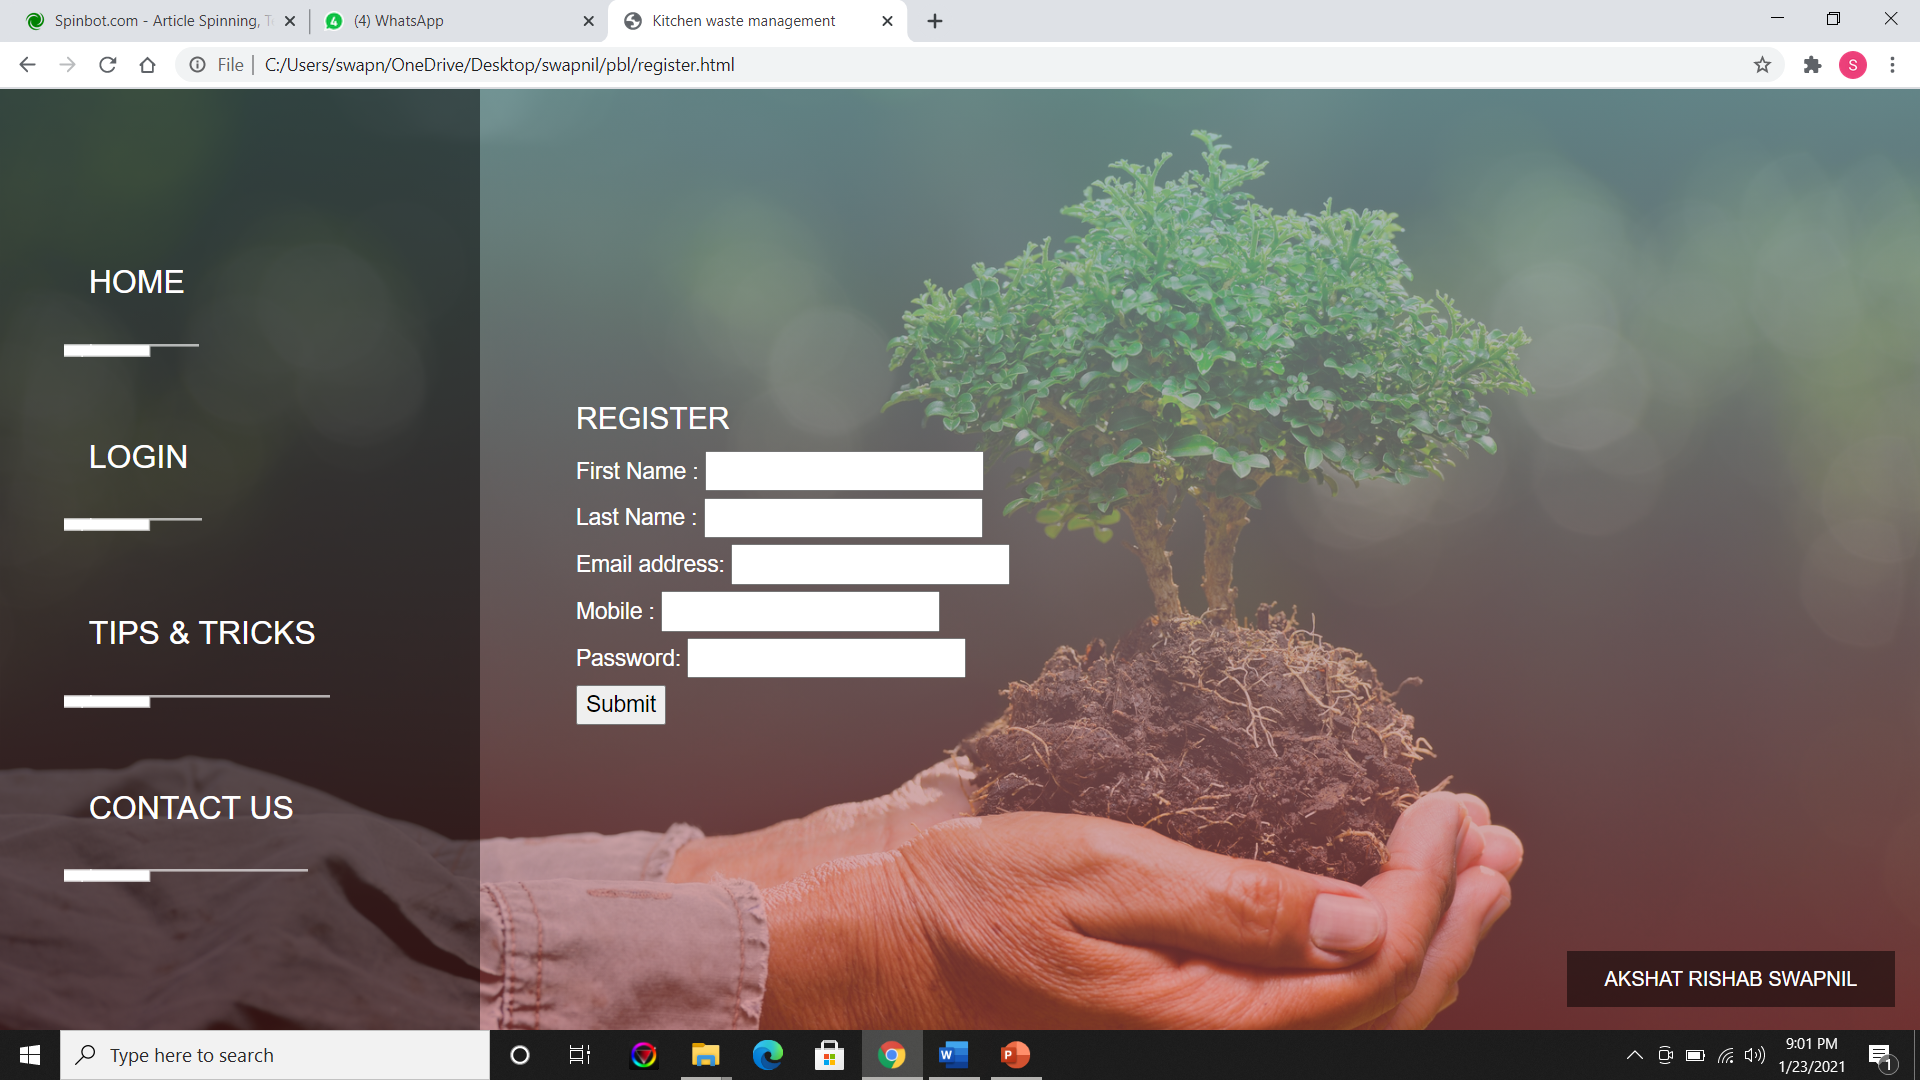 Spinbot.com - Article Spinning,
4
(4) WhatsApp
Kitchen waste management
File
C:/Users/swapn/OneDrive/Desktop/swapnil/pbl/register.html
S
HOME
LOGIN
TIPS & TRICKS
CONTACT US
REGISTER
First Name :
Last Name :
Email address:
Mobile :
Password:
Submit
AKSHAT RISHAB SWAPNIL
Type here to search
W
P
9:01 PM
1/23/2021
1